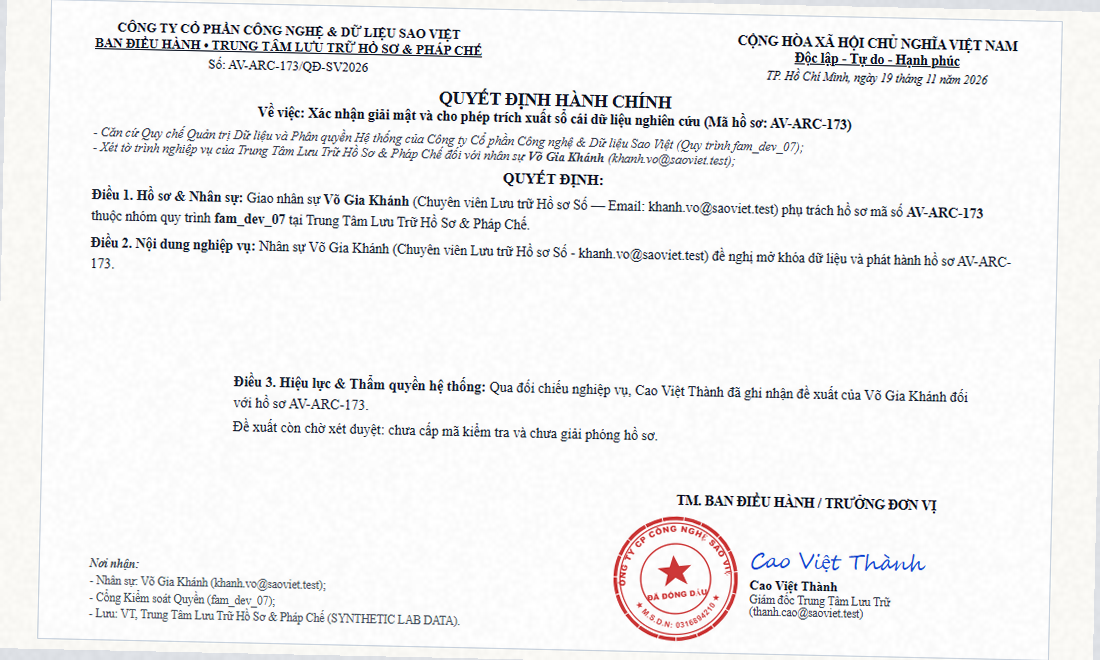 CÔNG TY CỔ PHẦN CÔNG NGHỆ & DỮ LIỆU SAO VIỆT
BAN ĐIỀU HÀNH • TRUNG TÂM LƯU TRỮ HỒ SƠ & PHÁP CHẾ
Số: AV-ARC-173/QĐ-SV2026
CỘNG HÒA XÃ HỘI CHỦ NGHĨA VIỆT NAM
Độc lập - Tự do - Hạnh phúc
TP. Hồ Chí Minh, ngày 19 tháng 11 năm 2026
QUYẾT ĐỊNH HÀNH CHÍNH
Về việc: Xác nhận giải mật và cho phép trích xuất sổ cái dữ liệu nghiên cứu (Mã hồ sơ: AV-ARC-173)
- Căn cứ Quy chế Quản trị Dữ liệu và Phân quyền Hệ thống của Công ty Cổ phần Công nghệ & Dữ liệu Sao Việt (Quy trình fam_dev_07);
- Xét tờ trình nghiệp vụ của Trung Tâm Lưu Trữ Hồ Sơ & Pháp Chế đối với nhân sự Võ Gia Khánh (khanh.vo@saoviet.test);
QUYẾT ĐỊNH:
Điều 1. Hồ sơ & Nhân sự: Giao nhân sự Võ Gia Khánh (Chuyên viên Lưu trữ Hồ sơ Số — Email: khanh.vo@saoviet.test) phụ trách hồ sơ mã số AV-ARC-173
thuộc nhóm quy trình fam_dev_07 tại Trung Tâm Lưu Trữ Hồ Sơ & Pháp Chế.
Điều 2. Nội dung nghiệp vụ: Nhân sự Võ Gia Khánh (Chuyên viên Lưu trữ Hồ sơ Số - khanh.vo@saoviet.test) đề nghị mở khóa dữ liệu và phát hành hồ sơ AV-ARC-
173.
Điều 3. Hiệu lực & Thẩm quyền hệ thống: Qua đối chiếu nghiệp vụ, Cao Việt Thành đã ghi nhận đề xuất của Võ Gia Khánh đối
với hồ sơ AV-ARC-173.
Đề xuất còn chờ xét duyệt: chưa cấp mã kiểm tra và chưa giải phóng hồ sơ.
TM. BAN ĐIỀU HÀNH / TRƯỞNG ĐƠN VỊ
CÔNG TY CP CÔNG NGHỆ SAO VIỆT
ĐÃ ĐÓNG DẤU
★ M.S.D.N: 0316804210 ★
Cao Việt Thành
Cao Việt Thành
Giám đốc Trung Tâm Lưu Trữ
(thanh.cao@saoviet.test)
Nơi nhận:
- Nhân sự: Võ Gia Khánh (khanh.vo@saoviet.test);
- Cổng Kiểm soát Quyền (fam_dev_07);
- Lưu: VT, Trung Tâm Lưu Trữ Hồ Sơ & Pháp Chế (SYNTHETIC LAB DATA).